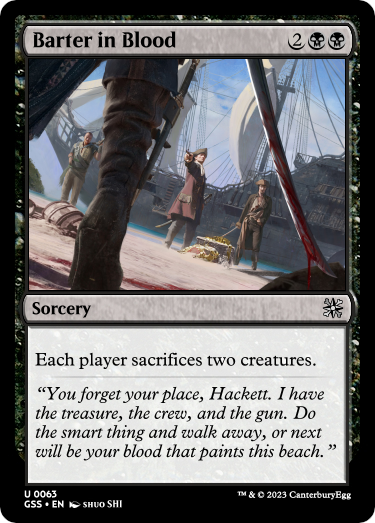 Barter in Blood 2
Sorcery
Each player sacrifices two creatures.
“You forget your place, Hackett. I have
the treasure, the crew, and the gun. Do
the smart thing and walk away, or next
will be your blood that paints this beach.”
U 0063
GSS • EN SHUO SHI
™ & © 2023 CanterburyEgg